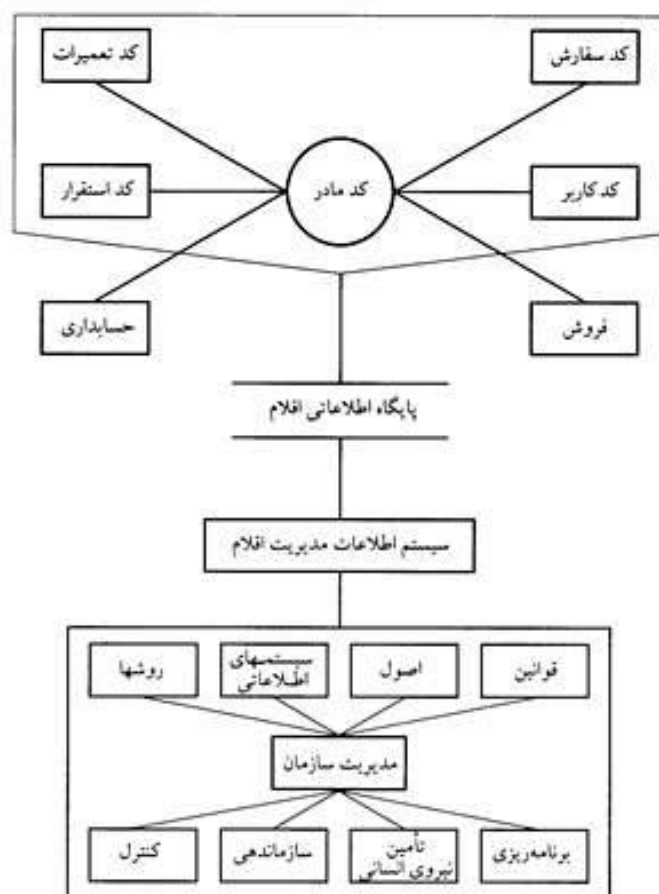 کد سفارش
کد تعمیرات
کد کاربر
کد مادر
کد استقرار
فروش
حسابداری
پایگاه اطلاعاتی اقلام
سیستم اطلاعات مدیریت اقلام
قوانین
اصول
سیستمهای
اطلاعاتی
روشها
مدیریت سازمان
برنامه‌ریزی
تأمین
نیروی انسانی
سازماندهی
کنترل